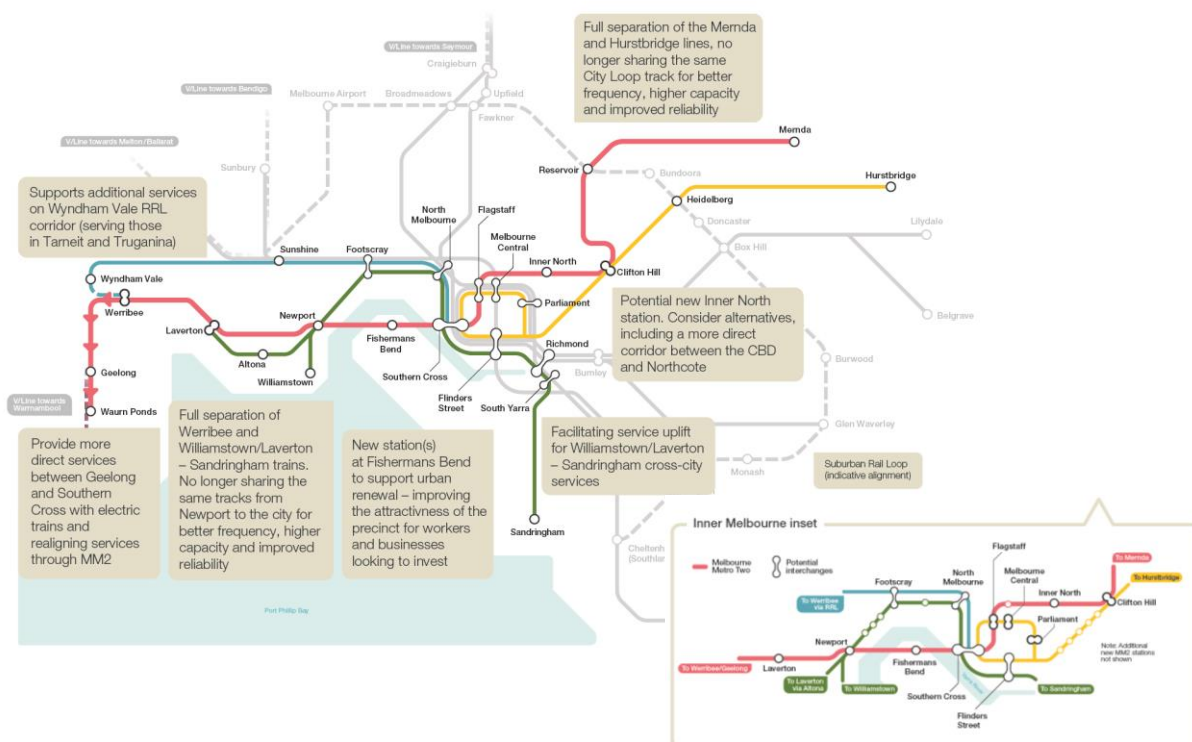 Full separation of the Mernda
and Hurstbridge lines, no
longer sharing the same
City Loop track for better
frequency, higher capacity
and improved reliability
V/Line towards Seymour
Craigieburn
V/Line towards Bendigo
Melbourne Airport
Broadmeadows
Upfield
Fawkner
V/Line towards Melton/Ballarat
Mernda
Sunbury
Reservoir
Bundoora
Hurstbridge
Supports additional services
on Wyndham Vale RRL
corridor (serving those
in Tarneit and Truganina)
Heidelberg
North
Melbourne
Flagstaff
Doncaster
Lilydale
Melbourne
Central
Box Hill
Footscray
Sunshine
Inner North
Clifton Hill
Wyndham Vale
Parliament
Werribee
Potential new Inner North
station. Consider alternatives,
including a more direct
corridor between the CBD
and Northcote
Belgrave
Newport
Laverton
Fishermans
Bend
Richmond
Burwood
Altona
Burnley
Geelong
Williamstown
Southern Cross
Flinders
Street
South Yarra
V/Line towards
Warrnambool
Waurn Ponds
Provide more
direct services
between Geelong
and Southern
Cross with electric
trains and
realigning services
through MM2
Full separation of
Werribee and
Williamstown/Laverton
– Sandringham trains.
No longer sharing the
same tracks from
Newport to the city for
better frequency, higher
capacity and improved
reliability
New station(s)
at Fishermans Bend
to support urban
renewal – improving
the attractivness of the
precinct for workers
and businesses
looking to invest
Facilitating service uplift
for Williamstown/Laverton
– Sandringham cross-city
services
Glen Waverley
Monash
Suburban Rail Loop
(indicative alignment)
Sandringham
Cheltenh
(Southlar
Port Phillip Bay
Inner Melbourne inset
Melbourne
Metro Two
Potential
interchanges
Flagstaff
North
Melbourne
Melbourne
Central
To Mernda
Footscray
Inner North
To Hurstbridge
To Werribee
via RRL
Clifton Hill
Parliament
Newport
Note: Additional
new MM2 stations
not shown
To Werribee/Geelong
Laverton
Fishermans
Bend
To Laverton
via Altona
To Williamstown
Southern Cross
To Sandringham
Flinders
Street